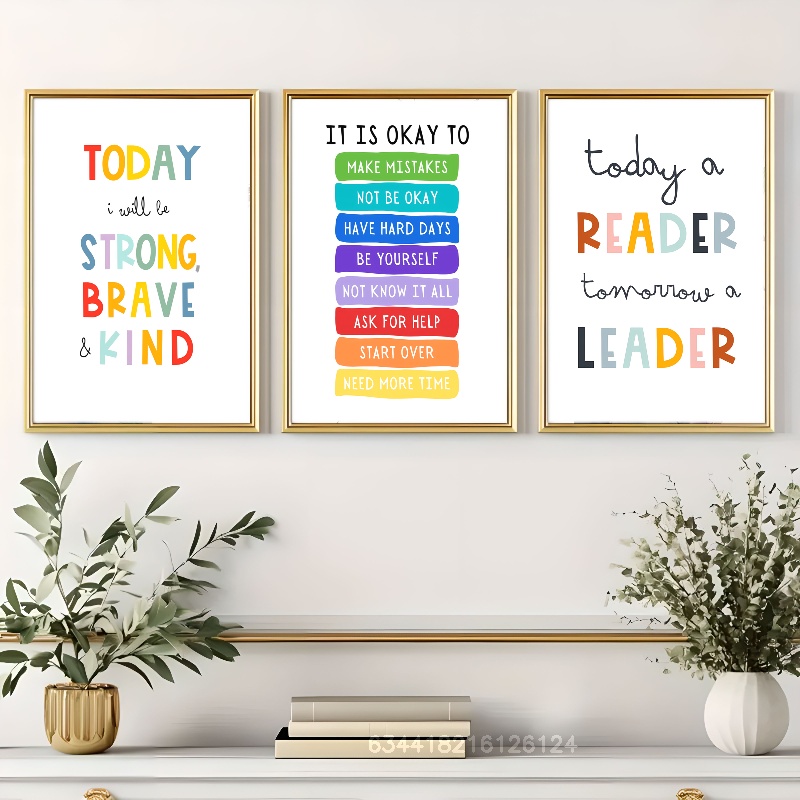 TODAY
i will be
STRONG,
BRAVE
& KIND
IT IS OKAY TO
MAKE MISTAKES
NOT BE OKAY
HAVE HARD DAYS
BE YOURSELF
NOT KNOW IT ALL
ASK FOR HELP
START OVER
NEED MORE TIME
today a
READER
tomorrow a
LEADER
634418216126124